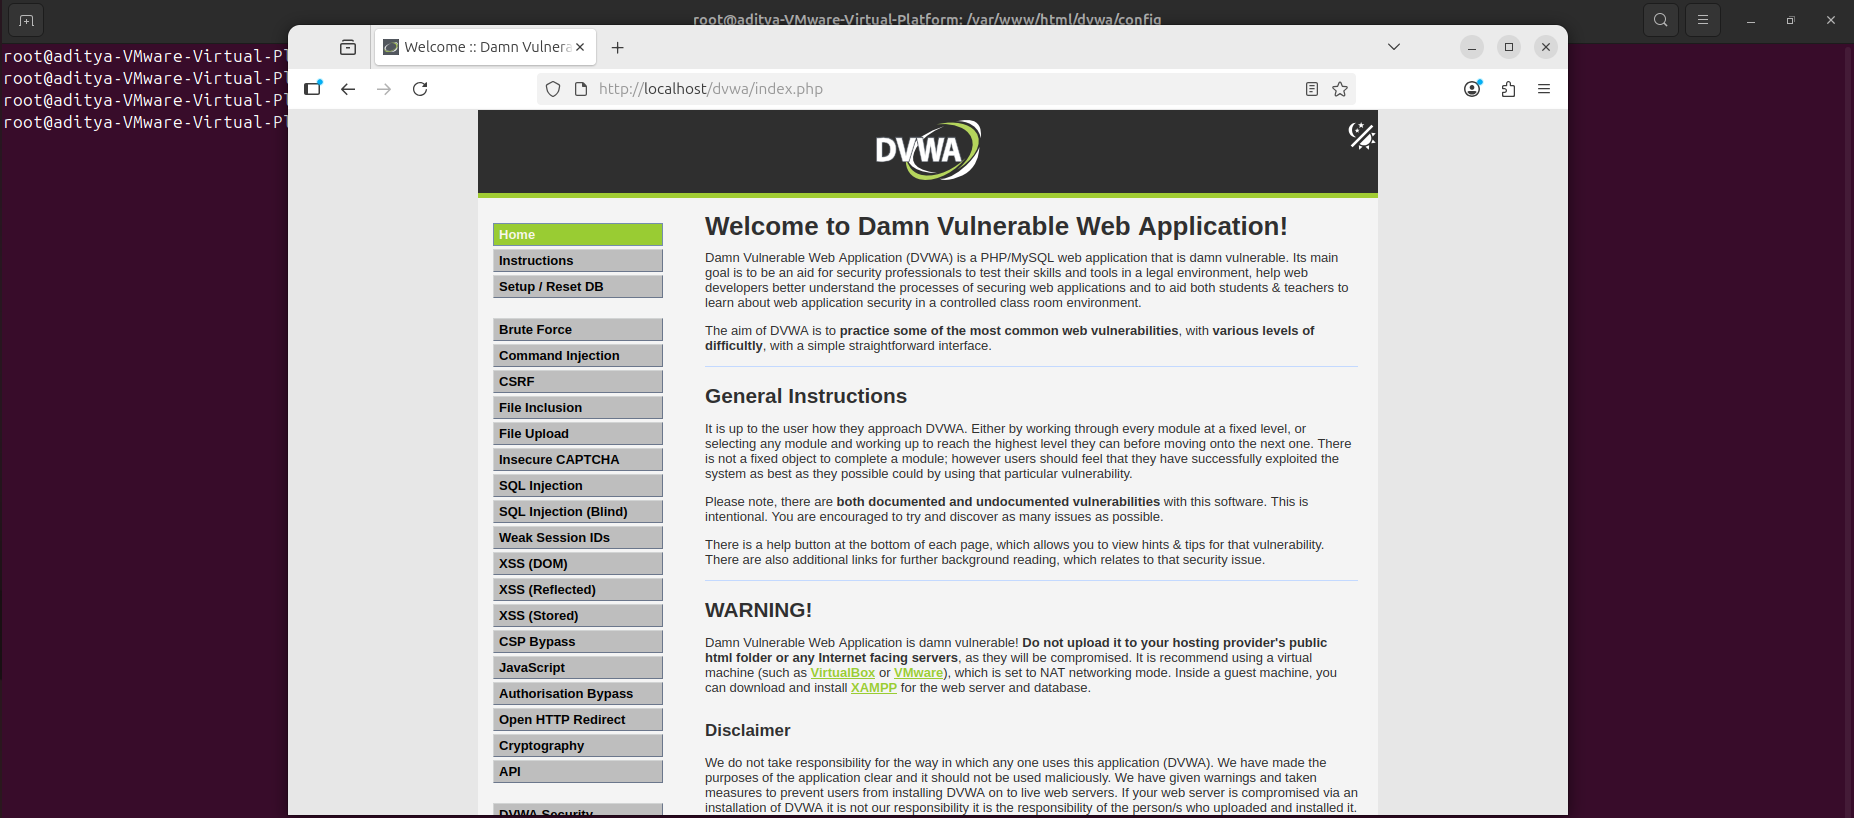 root@aditya-VMware-Virtual-Platform: /var/www/html/dvwa/config
root@aditya-VMware-Virtual-Pl
root@aditya-VMware-Virtual-Pl
root@aditya-VMware-Virtual-Pl
root@aditya-VMware-Virtual-Pl
Welcome :: Damn Vulnera
http://localhost/dvwa/index.php
DVWA
Home
Instructions
Setup / Reset DB
Brute Force
Command Injection
CSRF
File Inclusion
File Upload
Insecure CAPTCHA
SQL Injection
SQL Injection (Blind)
Weak Session IDs
XSS (DOM)
XSS (Reflected)
XSS (Stored)
CSP Bypass
JavaScript
Authorisation Bypass
Open HTTP Redirect
Cryptography
API
DVWA Security
Welcome to Damn Vulnerable Web Application!
Damn Vulnerable Web Application (DVWA) is a PHP/MySQL web application that is damn vulnerable. Its main
goal is to be an aid for security professionals to test their skills and tools in a legal environment, help web
developers better understand the processes of securing web applications and to aid both students & teachers to
learn about web application security in a controlled class room environment.
The aim of DVWA is to practice some of the most common web vulnerabilities, with various levels of
difficultly, with a simple straightforward interface.
General Instructions
It is up to the user how they approach DVWA. Either by working through every module at a fixed level, or
selecting any module and working up to reach the highest level they can before moving onto the next one. There
is not a fixed object to complete a module; however users should feel that they have successfully exploited the
system as best as they possible could by using that particular vulnerability.
Please note, there are both documented and undocumented vulnerabilities with this software. This is
intentional. You are encouraged to try and discover as many issues as possible.
There is a help button at the bottom of each page, which allows you to view hints & tips for that vulnerability.
There are also additional links for further background reading, which relates to that security issue.
WARNING!
Damn Vulnerable Web Application is damn vulnerable! Do not upload it to your hosting provider's public
html folder or any Internet facing servers, as they will be compromised. It is recommend using a virtual
machine (such as VirtualBox or VMware), which is set to NAT networking mode. Inside a guest machine, you
can download and install XAMPP for the web server and database.
Disclaimer
We do not take responsibility for the way in which any one uses this application (DVWA). We have made the
purposes of the application clear and it should not be used maliciously. We have given warnings and taken
measures to prevent users from installing DVWA on to live web servers. If your web server is compromised via an
installation of DVWA it is not our responsibility it is the responsibility of the person/s who uploaded and installed it.